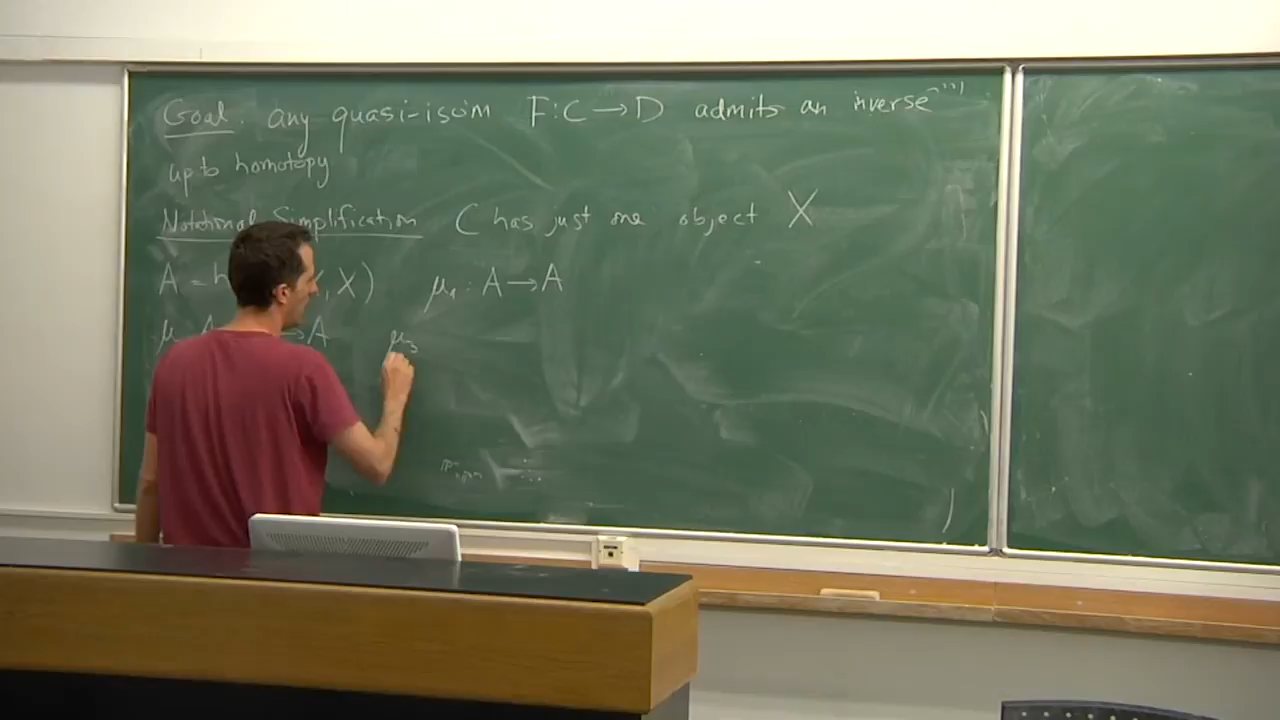 Goal. any quasi-isom F:C→D admits an inverse
up to homotopy
Notational Simplification C has just one object X
A = h , X) μ₁ : A → A
μ A → A μ₃